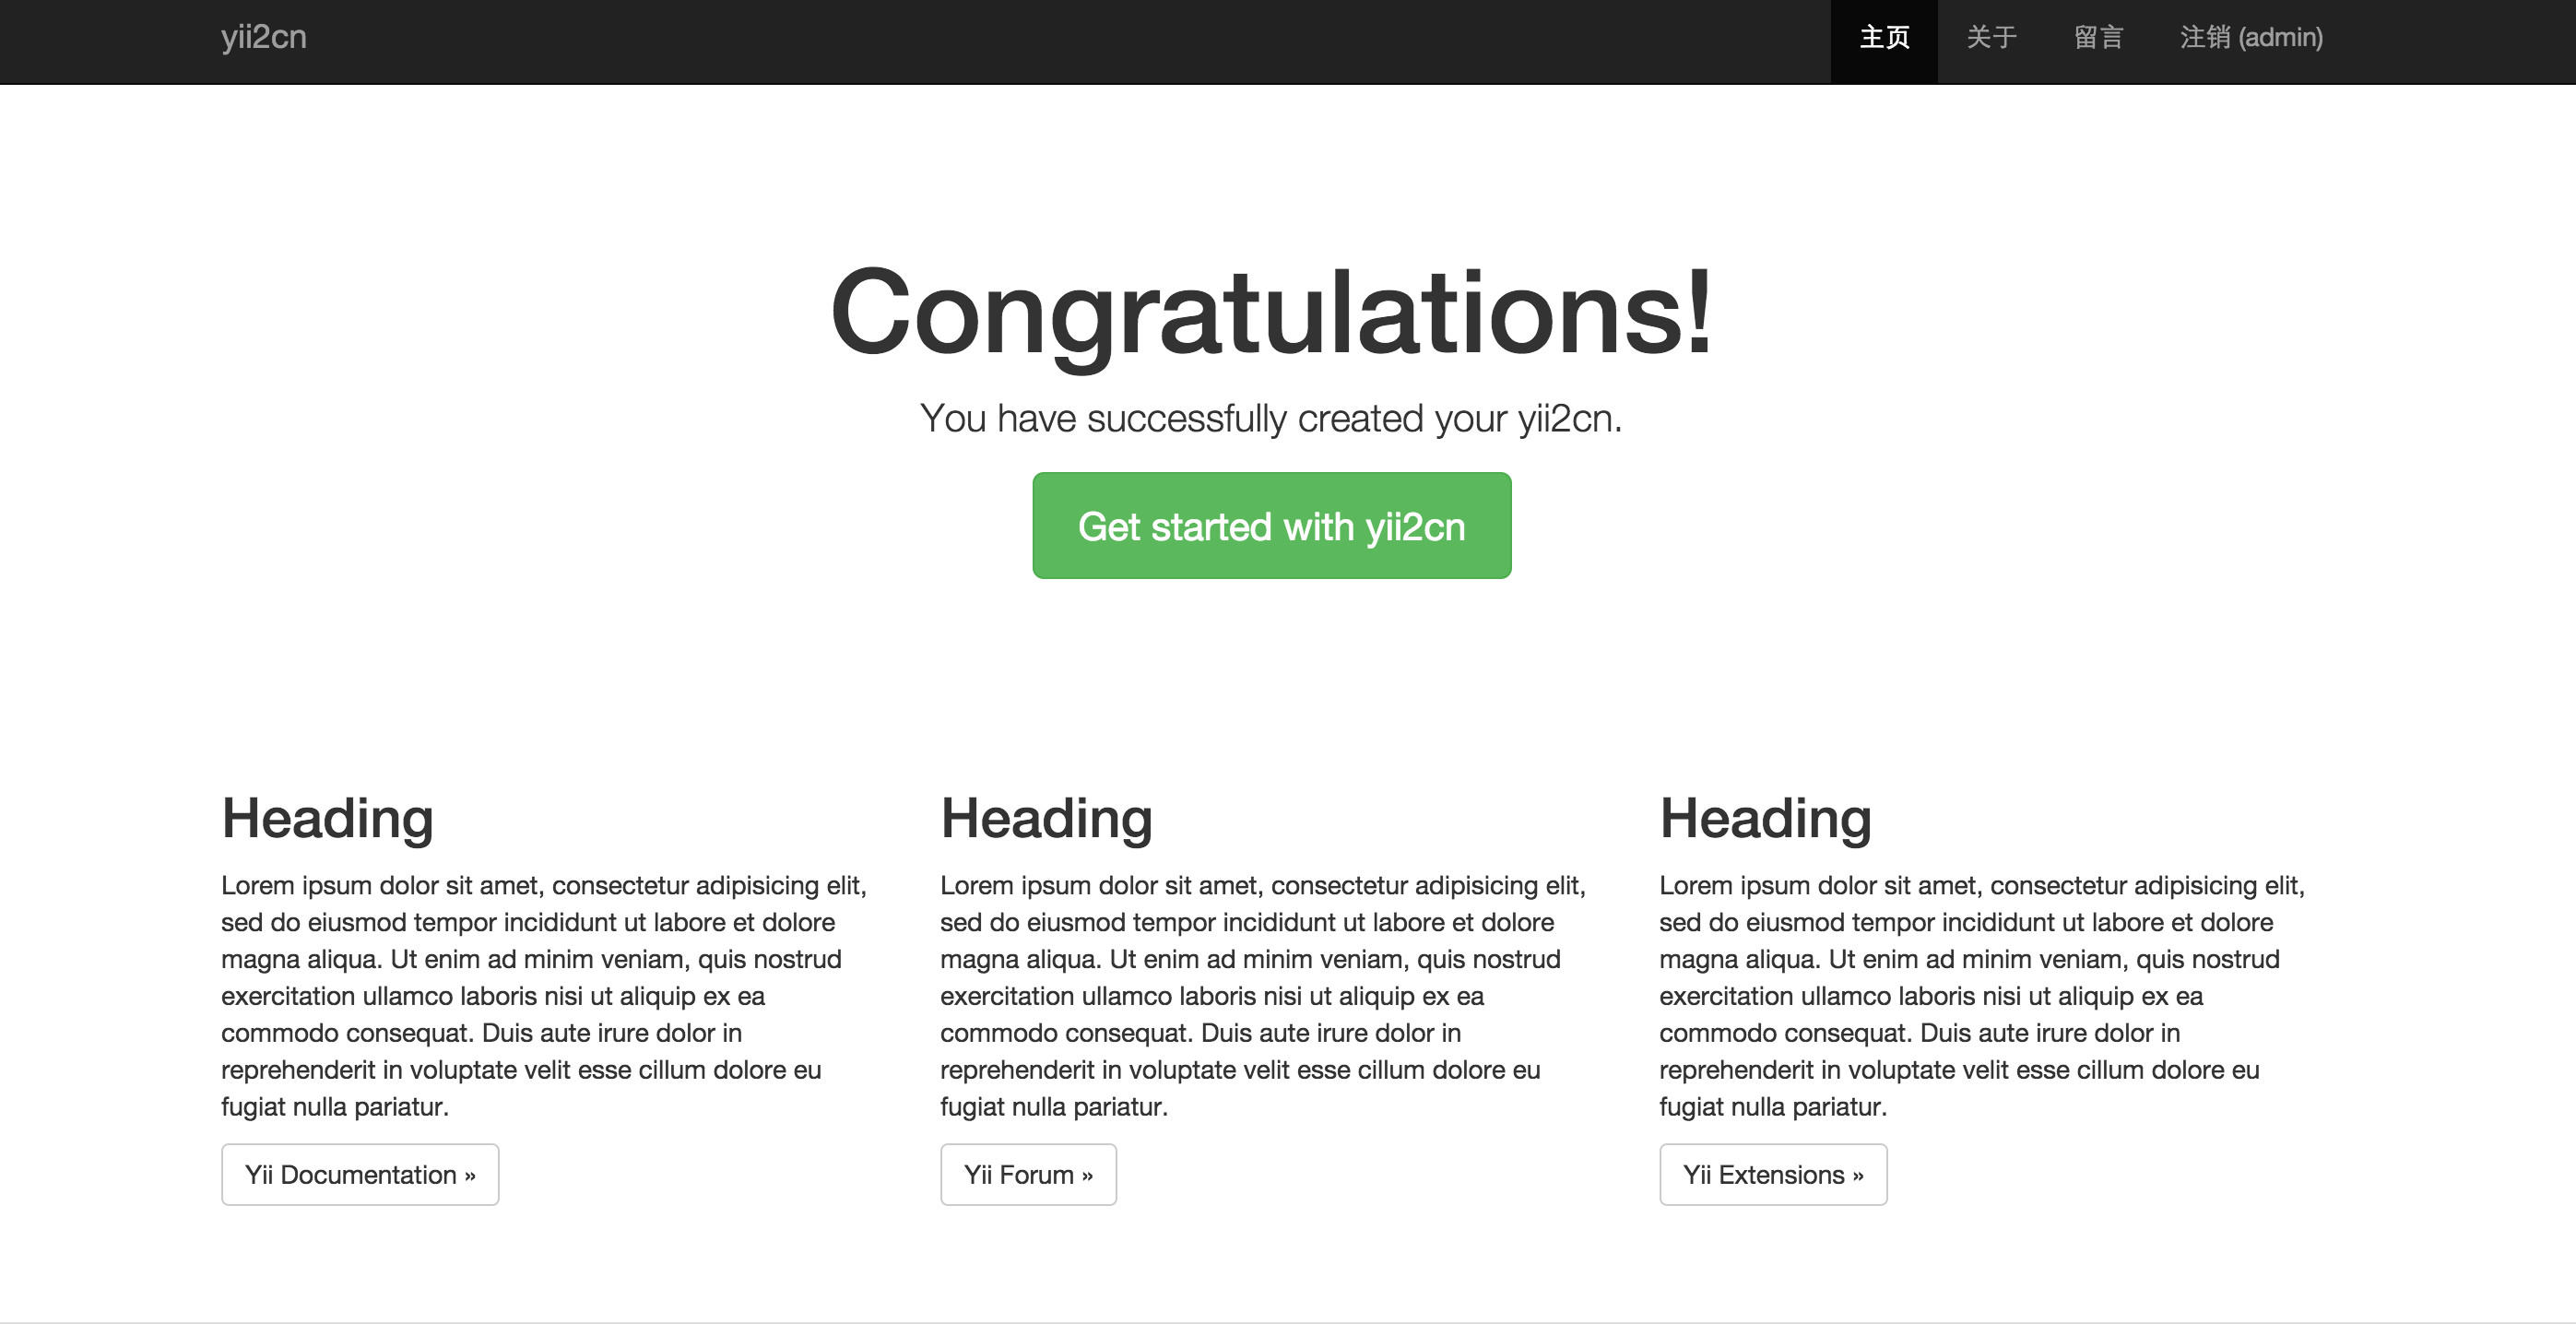 yii2cn
主页 关于 留言 注销 (admin)
Congratulations!
You have successfully created your yii2cn.
Get started with yii2cn
Heading
Lorem ipsum dolor sit amet, consectetur adipisicing elit,
sed do eiusmod tempor incididunt ut labore et dolore
magna aliqua. Ut enim ad minim veniam, quis nostrud
exercitation ullamco laboris nisi ut aliquip ex ea
commodo consequat. Duis aute irure dolor in
reprehenderit in voluptate velit esse cillum dolore eu
fugiat nulla pariatur.
Yii Documentation »
Heading
Lorem ipsum dolor sit amet, consectetur adipisicing elit,
sed do eiusmod tempor incididunt ut labore et dolore
magna aliqua. Ut enim ad minim veniam, quis nostrud
exercitation ullamco laboris nisi ut aliquip ex ea
commodo consequat. Duis aute irure dolor in
reprehenderit in voluptate velit esse cillum dolore eu
fugiat nulla pariatur.
Yii Forum »
Heading
Lorem ipsum dolor sit amet, consectetur adipisicing elit,
sed do eiusmod tempor incididunt ut labore et dolore
magna aliqua. Ut enim ad minim veniam, quis nostrud
exercitation ullamco laboris nisi ut aliquip ex ea
commodo consequat. Duis aute irure dolor in
reprehenderit in voluptate velit esse cillum dolore eu
fugiat nulla pariatur.
Yii Extensions »